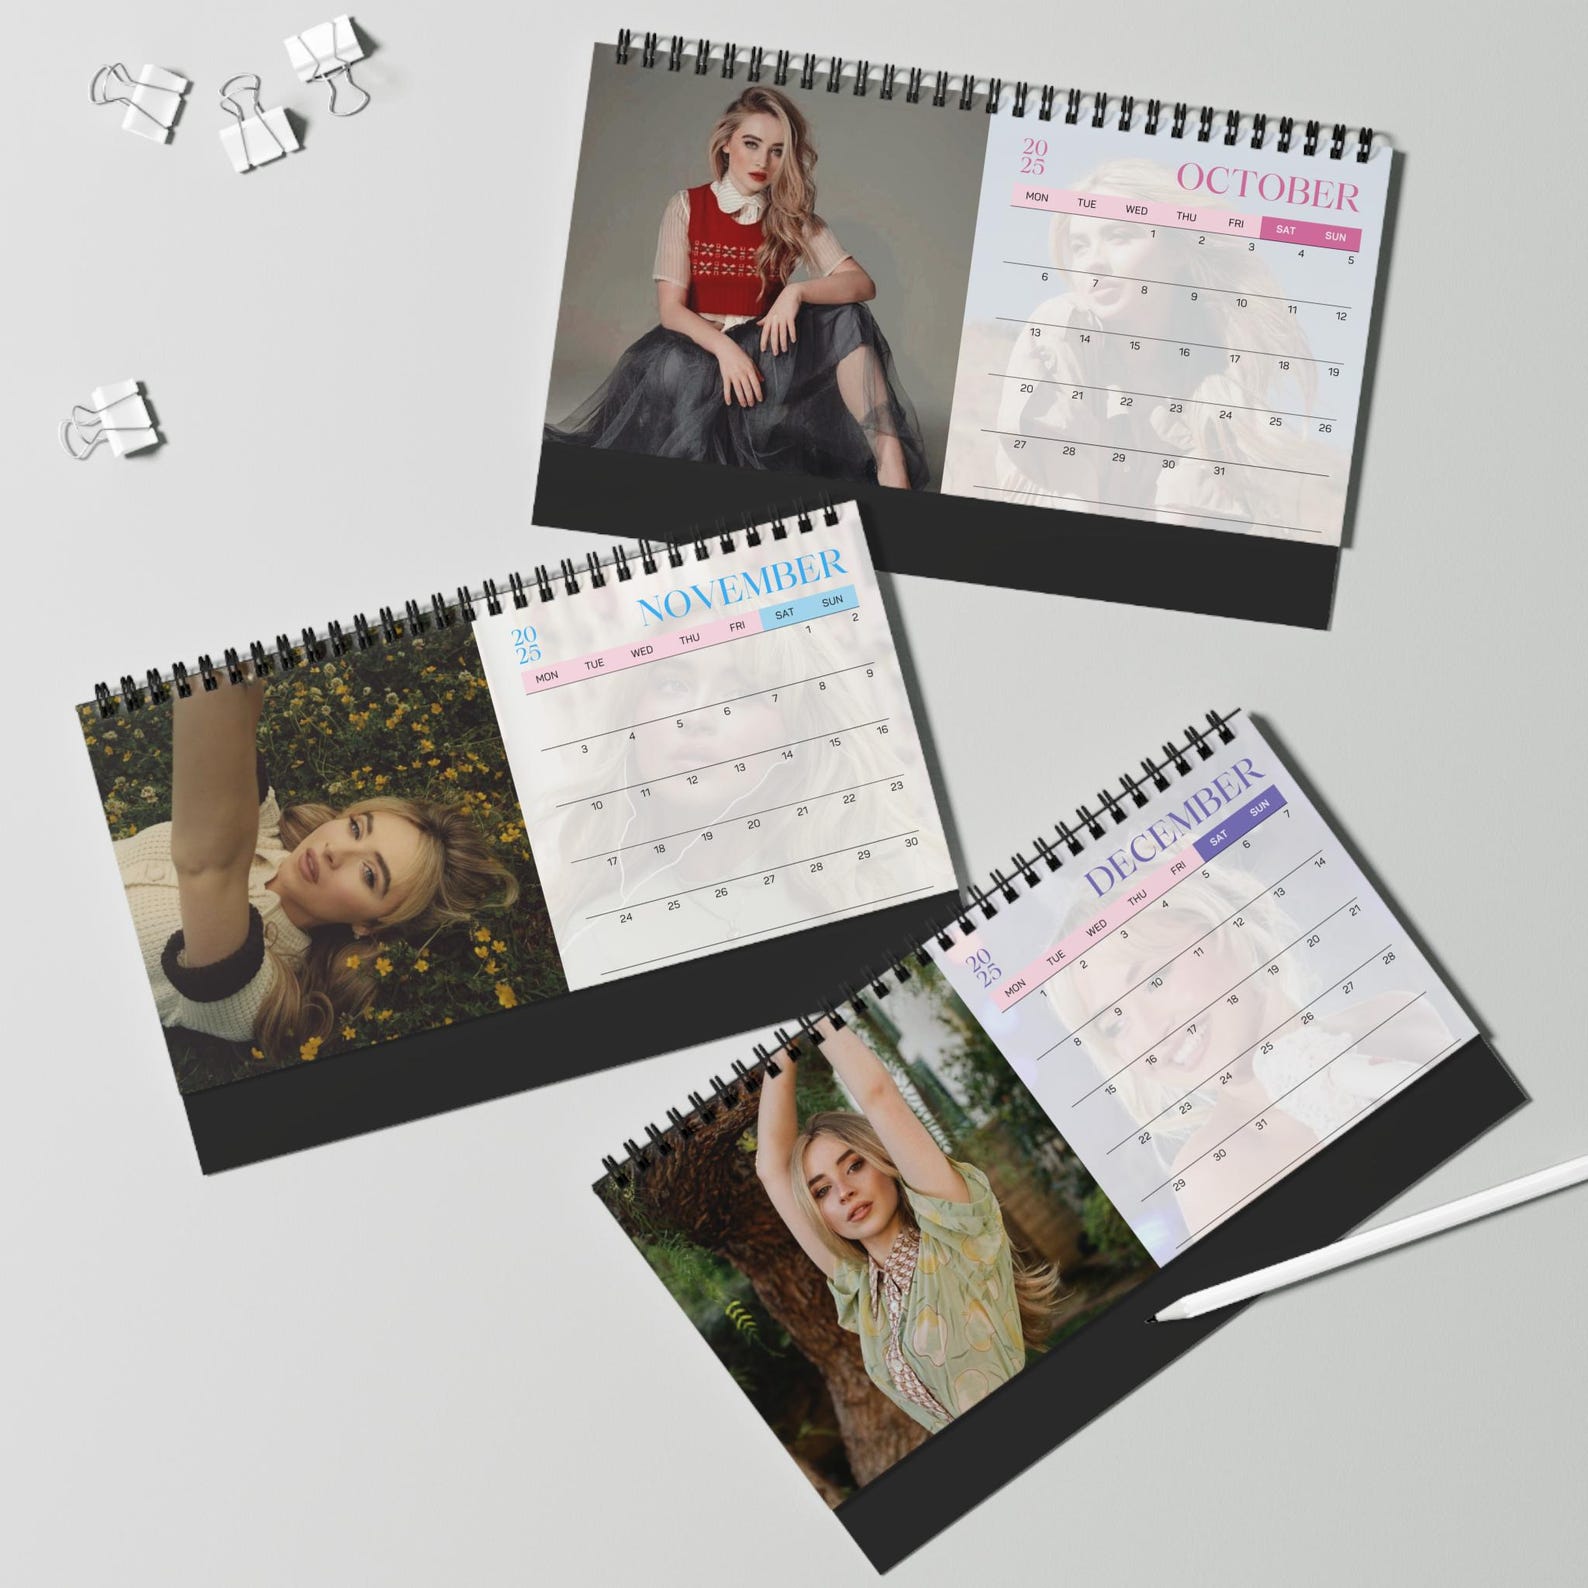 20
25
OCTOBER
MON TUE WED THU FRI SAT SUN
1 2 3 4 5
6 7 8 9 10 11 12
13 14 15 16 17 18 19
20 21 22 23 24 25 26
27 28 29 30 31
NOVEMBER
20
25
MON TUE WED THU FRI SAT SUN
1 2
3 4 5 6 7 8 9
10 11 12 13 14 15 16
17 18 19 20 21 22 23
24 25 26 27 28 29 30
DECEMBER
20
25
MON TUE WED THU FRI SAT SUN
1 2 3 4 5 6 7
8 9 10 11 12 13 14
15 16 17 18 19 20 21
22 23 24 25 26 27 28
29 30 31